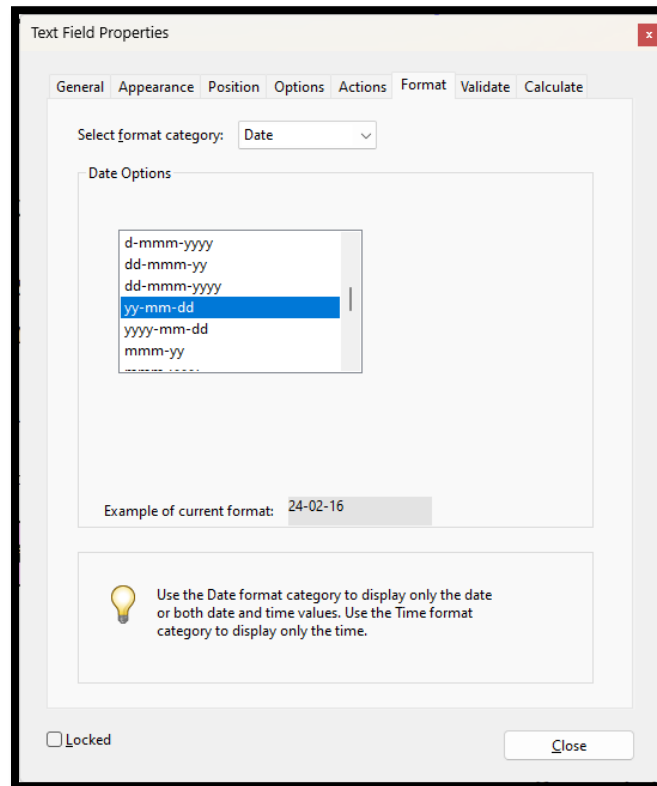 Text Field Properties
x
General Appearance Position Options Actions Format Validate Calculate
Select format category: Date
Date Options
d-mmm-yyyy
dd-mmm-yy
dd-mmm-yyyy
yy-mm-dd
yyyy-mm-dd
mmm-yy
Example of current format: 24-02-16
Use the Date format category to display only the date
or both date and time values. Use the Time format
category to display only the time.
Locked
Close